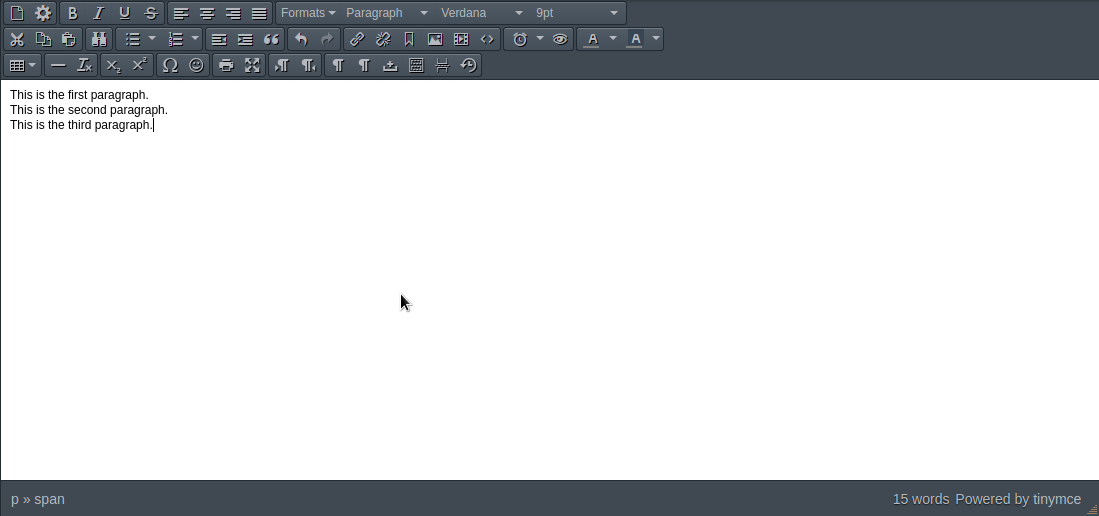 Formats Paragraph Verdana 9pt
This is the first paragraph.
This is the second paragraph.
This is the third paragraph.
p » span
15 words Powered by tinymce